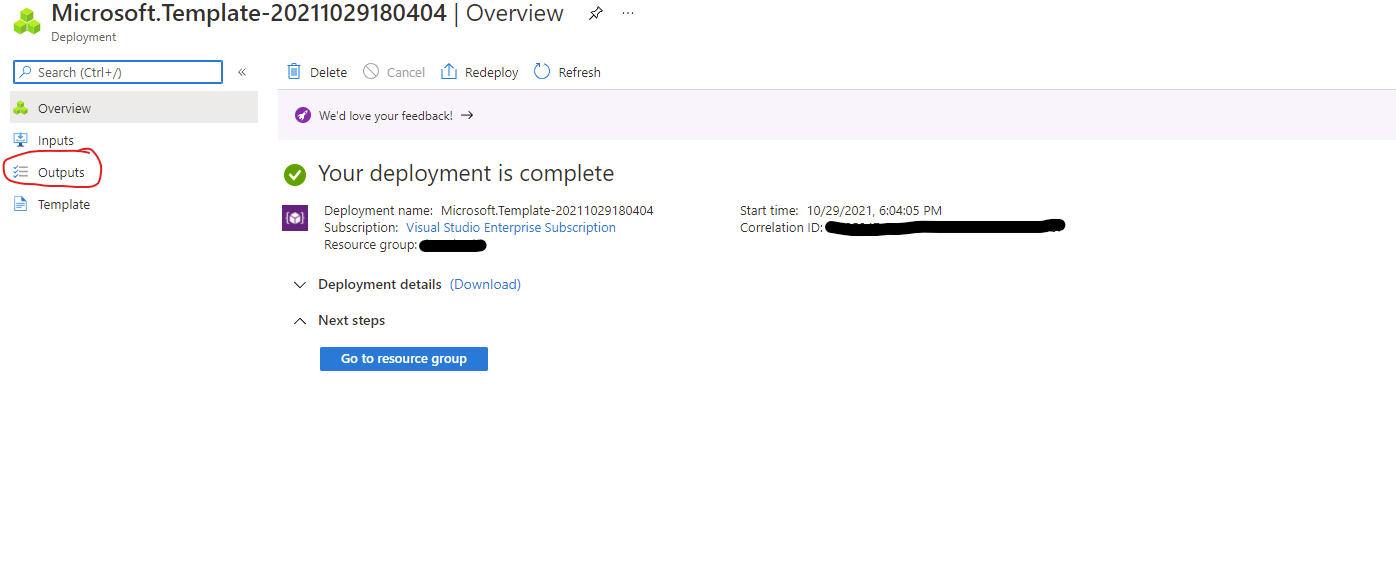 Microsoft.Template-20211029180404 | Overview
Deployment
Search (Ctrl+/)
«
Delete
Cancel
Redeploy
Refresh
Overview
Inputs
Outputs
Template
We'd love your feedback! →
Your deployment is complete
Deployment name: Microsoft.Template-20211029180404
Subscription: Visual Studio Enterprise Subscription
Resource group:
Start time: 10/29/2021, 6:04:05 PM
Correlation ID:
Deployment details (Download)
Next steps
Go to resource group